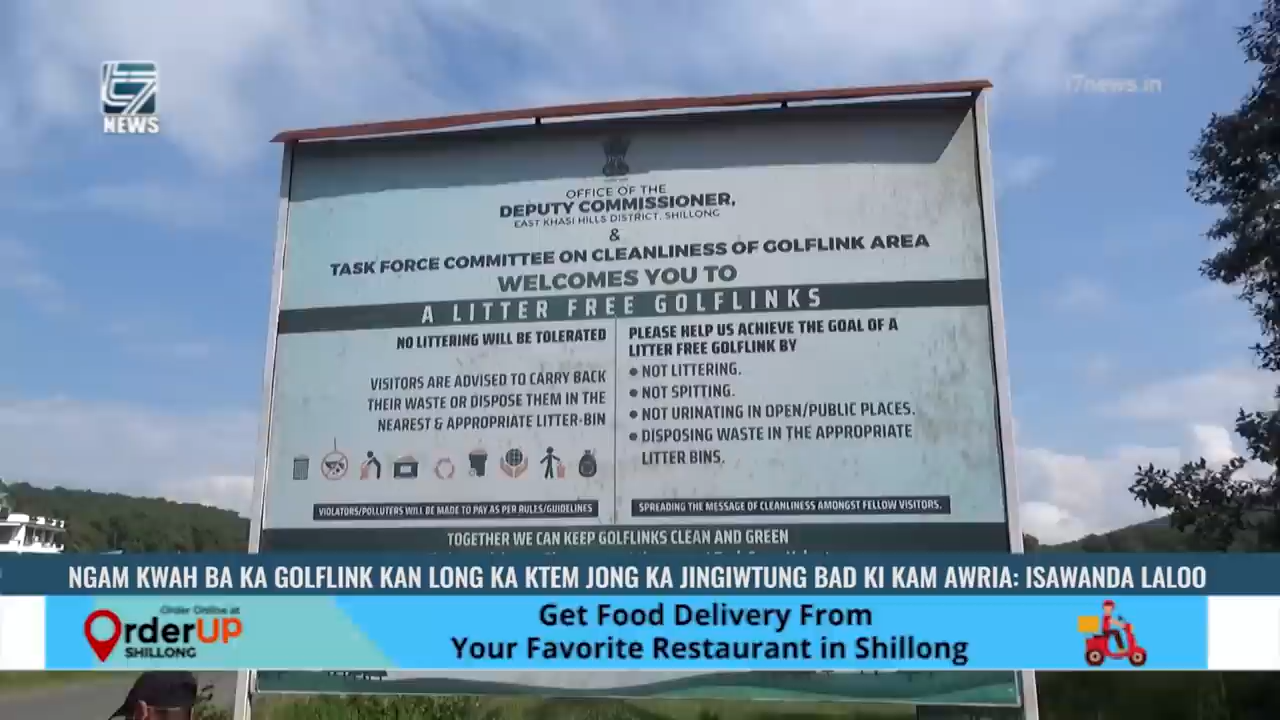 T7
NEWS
t7news.in
OFFICE OF THE
DEPUTY COMMISSIONER,
EAST KHASI HILLS DISTRICT, SHILLONG
&
TASK FORCE COMMITTEE ON CLEANLINESS OF GOLFLINK AREA
WELCOMES YOU TO
A LITTER FREE GOLFLINKS
NO LITTERING WILL BE TOLERATED
VISITORS ARE ADVISED TO CARRY BACK
THEIR WASTE OR DISPOSE THEM IN THE
NEAREST & APPROPRIATE LITTER-BIN
VIOLATORS/POLLUTERS WILL BE MADE TO PAY AS PER RULES/GUIDELINES
PLEASE HELP US ACHIEVE THE GOAL OF A
LITTER FREE GOLFLINK BY
• NOT LITTERING.
• NOT SPITTING.
• NOT URINATING IN OPEN/PUBLIC PLACES.
• DISPOSING WASTE IN THE APPROPRIATE
LITTER BINS.
SPREADING THE MESSAGE OF CLEANLINESS AMONGST FELLOW VISITORS.
TOGETHER WE CAN KEEP GOLFLINKS CLEAN AND GREEN
NGAM KWAH BA KA GOLFLINK KAN LONG KA KTEM JONG KA JINGIWTUNG BAD KI KAM AWRIA: ISAWANDA LALOO
Order Online at
OrderUP
SHILLONG
Get Food Delivery From
Your Favorite Restaurant in Shillong